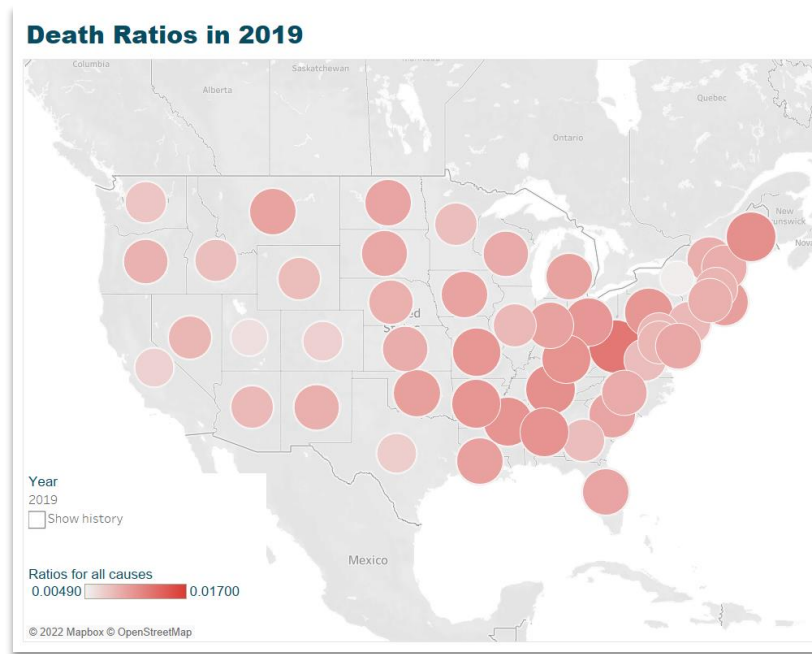 Death Ratios in 2019
Columbia
Alberta
Saskatchewan
Quebec
Ontario
New
Mexico
Year
2019
Show history
Ratios for all causes
0.00490 0.01700
© 2022 Mapbox © OpenStreetMap